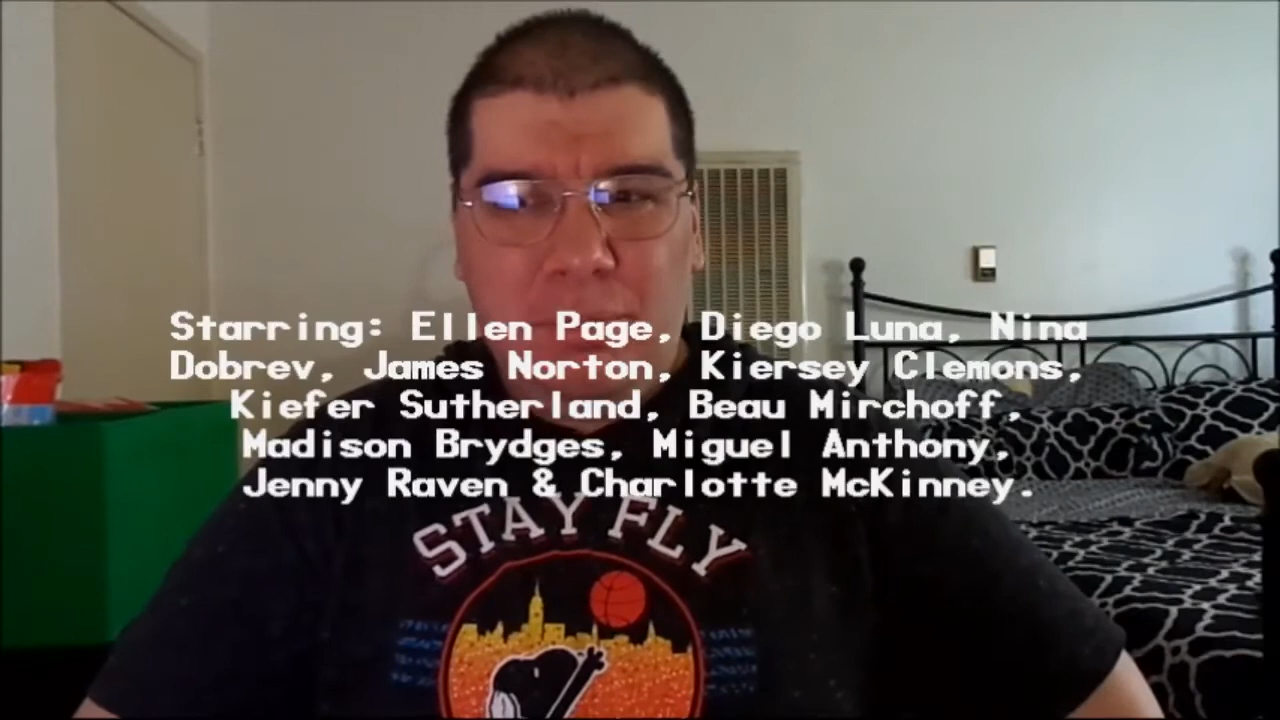 Starring: Ellen Page, Diego Luna, Nina
Dobrev, James Norton, Kiersey Clemons,
Kiefer Sutherland, Beau Mirchoff,
Madison Brydges, Miguel Anthony,
Jenny Raven & Charlotte McKinney.
STAY FLY